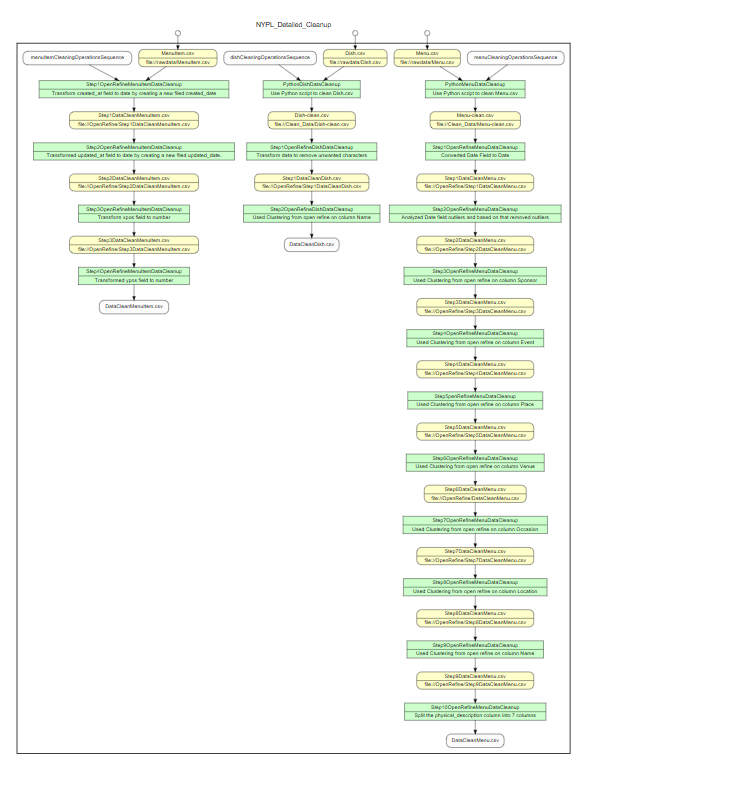 NYPL_Detailed_Cleanup
menuItemCleaningOperationsSequence
MenuItem.csv
file://rawdata/MenuItem.csv
Step1OpenRefineMenuItemDataCleanup
Transform created_at field to date by creating a new filed created_date
Step1DataCleanMenuItem.csv
file://OpenRefine/Step1DataCleanMenuItem.csv
Step2OpenRefineMenuItemDataCleanup
Transformed updated_at field to date by creating a new filed updated_date.
Step2DataCleanMenuItem.csv
file://OpenRefine/Step2DataCleanMenuItem.csv
Step3OpenRefineMenuItemDataCleanup
Transform xpos field to number
Step3DataCleanMenuItem.csv
file://OpenRefine/Step3DataCleanMenuItem.csv
Step4OpenRefineMenuItemDataCleanup
Transformed ypos field to number
DataCleanMenuItem.csv
dishCleaningOperationsSequence
Dish.csv
file://rawdata/Dish.csv
PythonDishDataCleanup
Use Python script to clean Dish.csv
Dish-clean.csv
file://Clean_Data/Dish-clean.csv
Step1OpenRefineDishDataCleanup
Transform data to remove unwanted characters
Step1DataCleanDish.csv
file://OpenRefine/Step1DataCleanDish.csv
Step2OpenRefineDishDataCleanup
Used Clustering from open refine on column Name
DataCleanDish.csv
Menu.csv
file://rawdata/Menu.csv
menuCleaningOperationsSequence
PythonMenuDataCleanup
Use Python script to clean Menu.csv
Menu-clean.csv
file://Clean_Data/Menu-clean.csv
Step1OpenRefineMenuDataCleanup
Converted Date Field to Date
Step1DataCleanMenu.csv
file://OpenRefine/Step1DataCleanMenu.csv
Step2OpenRefineMenuDataCleanup
Analyzed Date field outliers and based on that removed outliers
Step2DataCleanMenu.csv
file://OpenRefine/Step2DataCleanMenu.csv
Step3OpenRefineMenuDataCleanup
Used Clustering from open refine on column Sponsor
Step3DataCleanMenu.csv
file://OpenRefine/Step3DataCleanMenu.csv
Step4OpenRefineMenuDataCleanup
Used Clustering from open refine on column Event
Step4DataCleanMenu.csv
file://OpenRefine/Step4DataCleanMenu.csv
Step5penRefineMenuDataCleanup
Used Clustering from open refine on column Place
Step5DataCleanMenu.csv
file://OpenRefine/Step5DataCleanMenu.csv
Step6OpenRefineMenuDataCleanup
Used Clustering from open refine on column Venue
Step6DataCleanMenu.csv
file://OpenRefine/DataCleanMenu.csv
Step7OpenRefineMenuDataCleanup
Used Clustering from open refine on column Occasion
Step7DataCleanMenu.csv
file://OpenRefine/Step7DataCleanMenu.csv
Step8OpenRefineMenuDataCleanup
Used Clustering from open refine on column Location
Step8DataCleanMenu.csv
file://OpenRefine/Step8DataCleanMenu.csv
Step9OpenRefineMenuDataCleanup
Used Clustering from open refine on column Name
Step9DataCleanMenu.csv
file://OpenRefine/Step9DataCleanMenu.csv
Step10OpenRefineMenuDataCleanup
Split the physical_description column into 7 columns
DataCleanMenu.csv